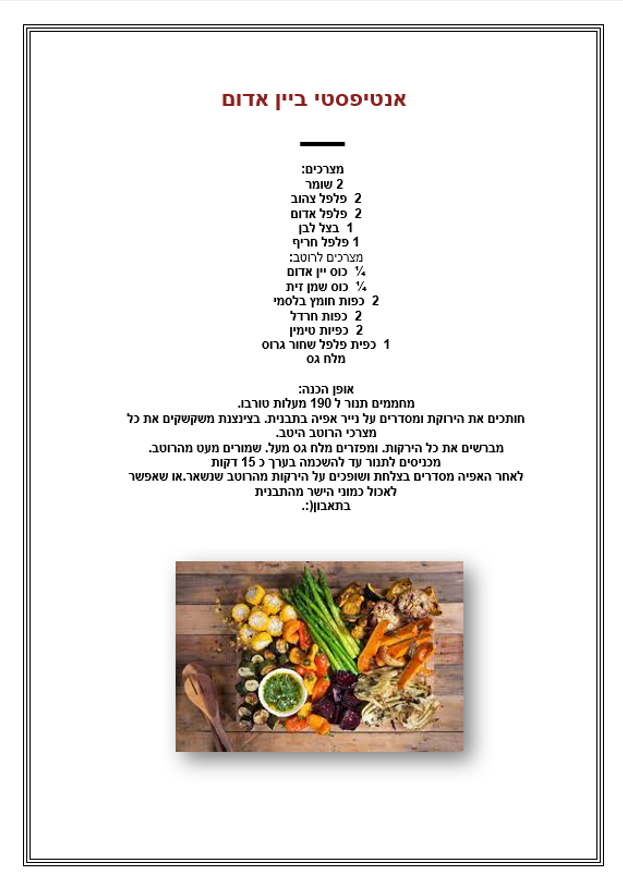 אנטיפסטי ביין אדום
מצרכים:
2 שומר
2 פלפל צהוב
2 פלפל אדום
1 בצל לבן
1 פלפל חריף
מצרכים לרוטב:
¼ כוס יין אדום
¼ כוס שמן זית
2 כפות חומץ בלסמי
2 כפות חרדל
2 כפיות טימין
1 כפית פלפל שחור גרוס
מלח גס
אופן הכנה:
מחממים תנור ל 190 מעלות טורבו.
חותכים את הירוקת ומסדרים על נייר אפיה בתבנית. בצינצנת משקשקים את כל
מצרכי הרוטב היטב.
מברשים את כל הירקות. ומפזרים מלח גס מעל. שמורים מעט מהרוטב.
מכניסים לתנור עד להשכמה בערך כ 15 דקות
לאחר האפיה מסדרים בצלחת ושופכים על הירקות מהרוטב שנשאר.או שאפשר
לאכול כמוני הישר מהתבנית
בתאבון(:.